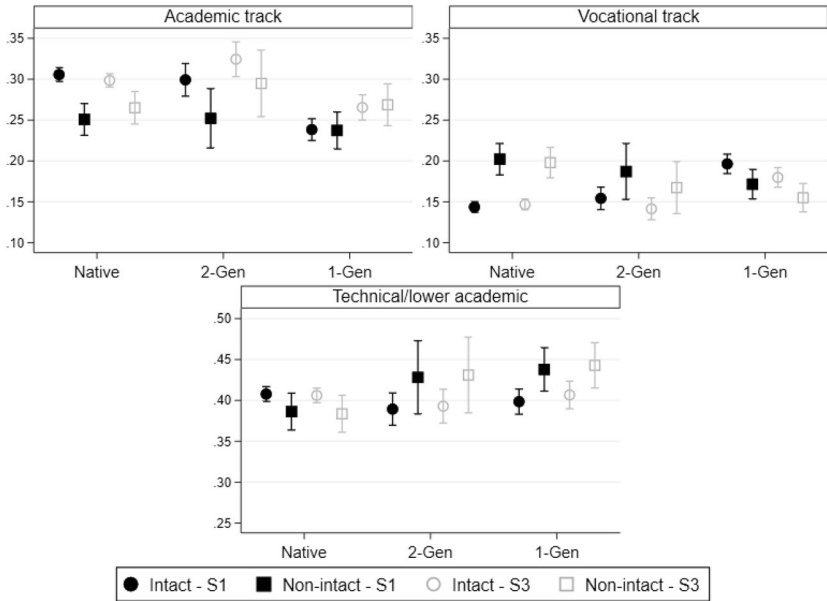 Academic track
Vocational track
.35
.30
.25
.20
.15
.10
Native
2-Gen
1-Gen
.35
.30
.25
.20
.15
.10
Native
2-Gen
1-Gen
Technical/lower academic
.50
.45
.40
.35
.30
.25
Native
2-Gen
1-Gen
Intact - S1 Non-intact - S1 Intact - S3 Non-intact - S3